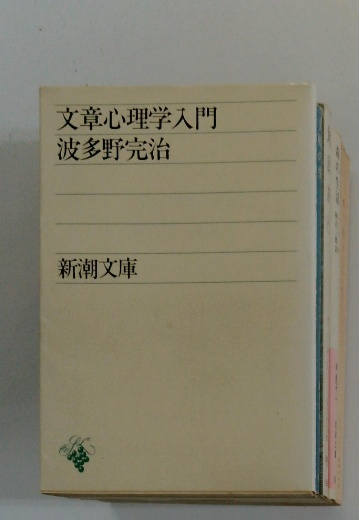 文章心理学入門
波多野完治
新潮文庫